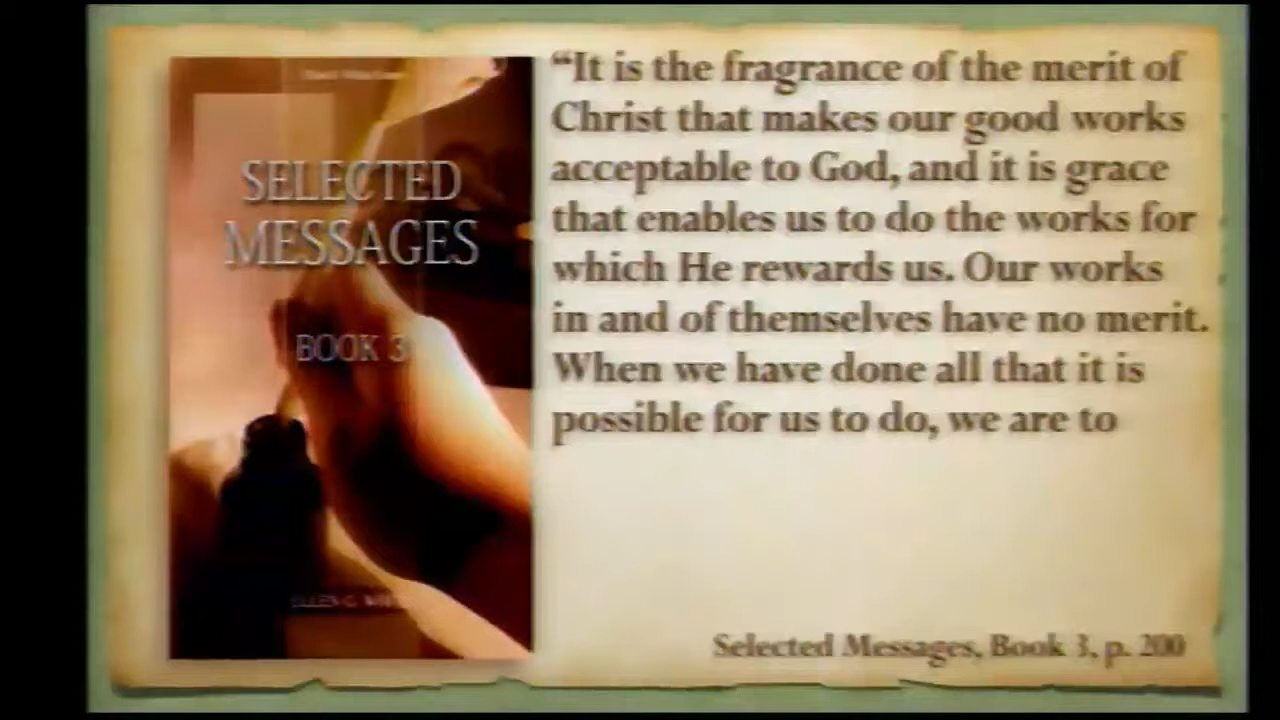 SELECTED
MESSAGES
BOOK 3
ELLEN G. WHITE
“It is the fragrance of the merit of
Christ that makes our good works
acceptable to God, and it is grace
that enables us to do the works for
which He rewards us. Our works
in and of themselves have no merit.
When we have done all that it is
possible for us to do, we are to
Selected Messages, Book 3, p. 200